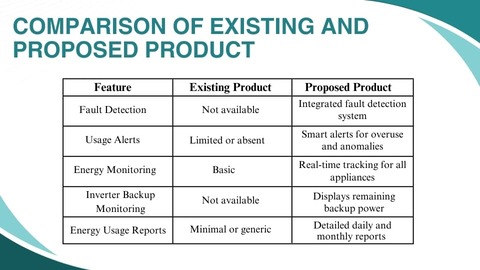 COMPARISON OF EXISTING AND
PROPOSED PRODUCT
Feature Existing Product Proposed Product
Fault Detection Not available Integrated fault detection
system
Usage Alerts Limited or absent Smart alerts for overuse
and anomalies
Energy Monitoring Basic Real-time tracking for all
appliances
Inverter Backup
Monitoring Not available Displays remaining
backup power
Energy Usage Reports Minimal or generic Detailed daily and
monthly reports